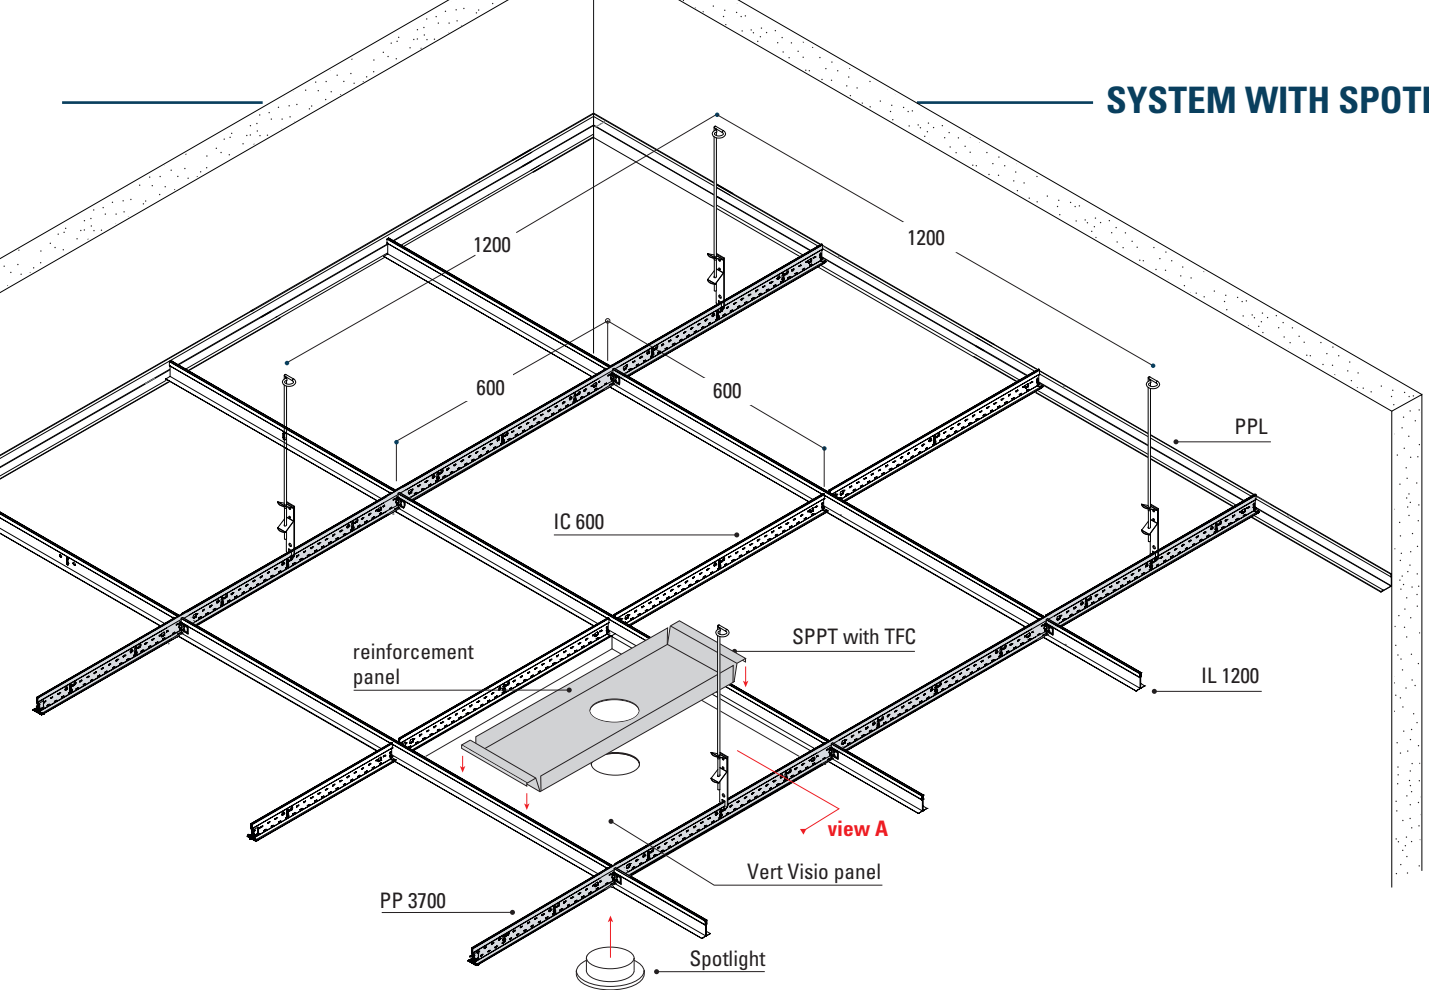 SYSTEM WITH SPOTI
1200
1200
600
600
PPL
IC 600
SPPT with TFC
reinforcement
panel
IL 1200
view A
Vert Visio panel
PP 3700
Spotlight